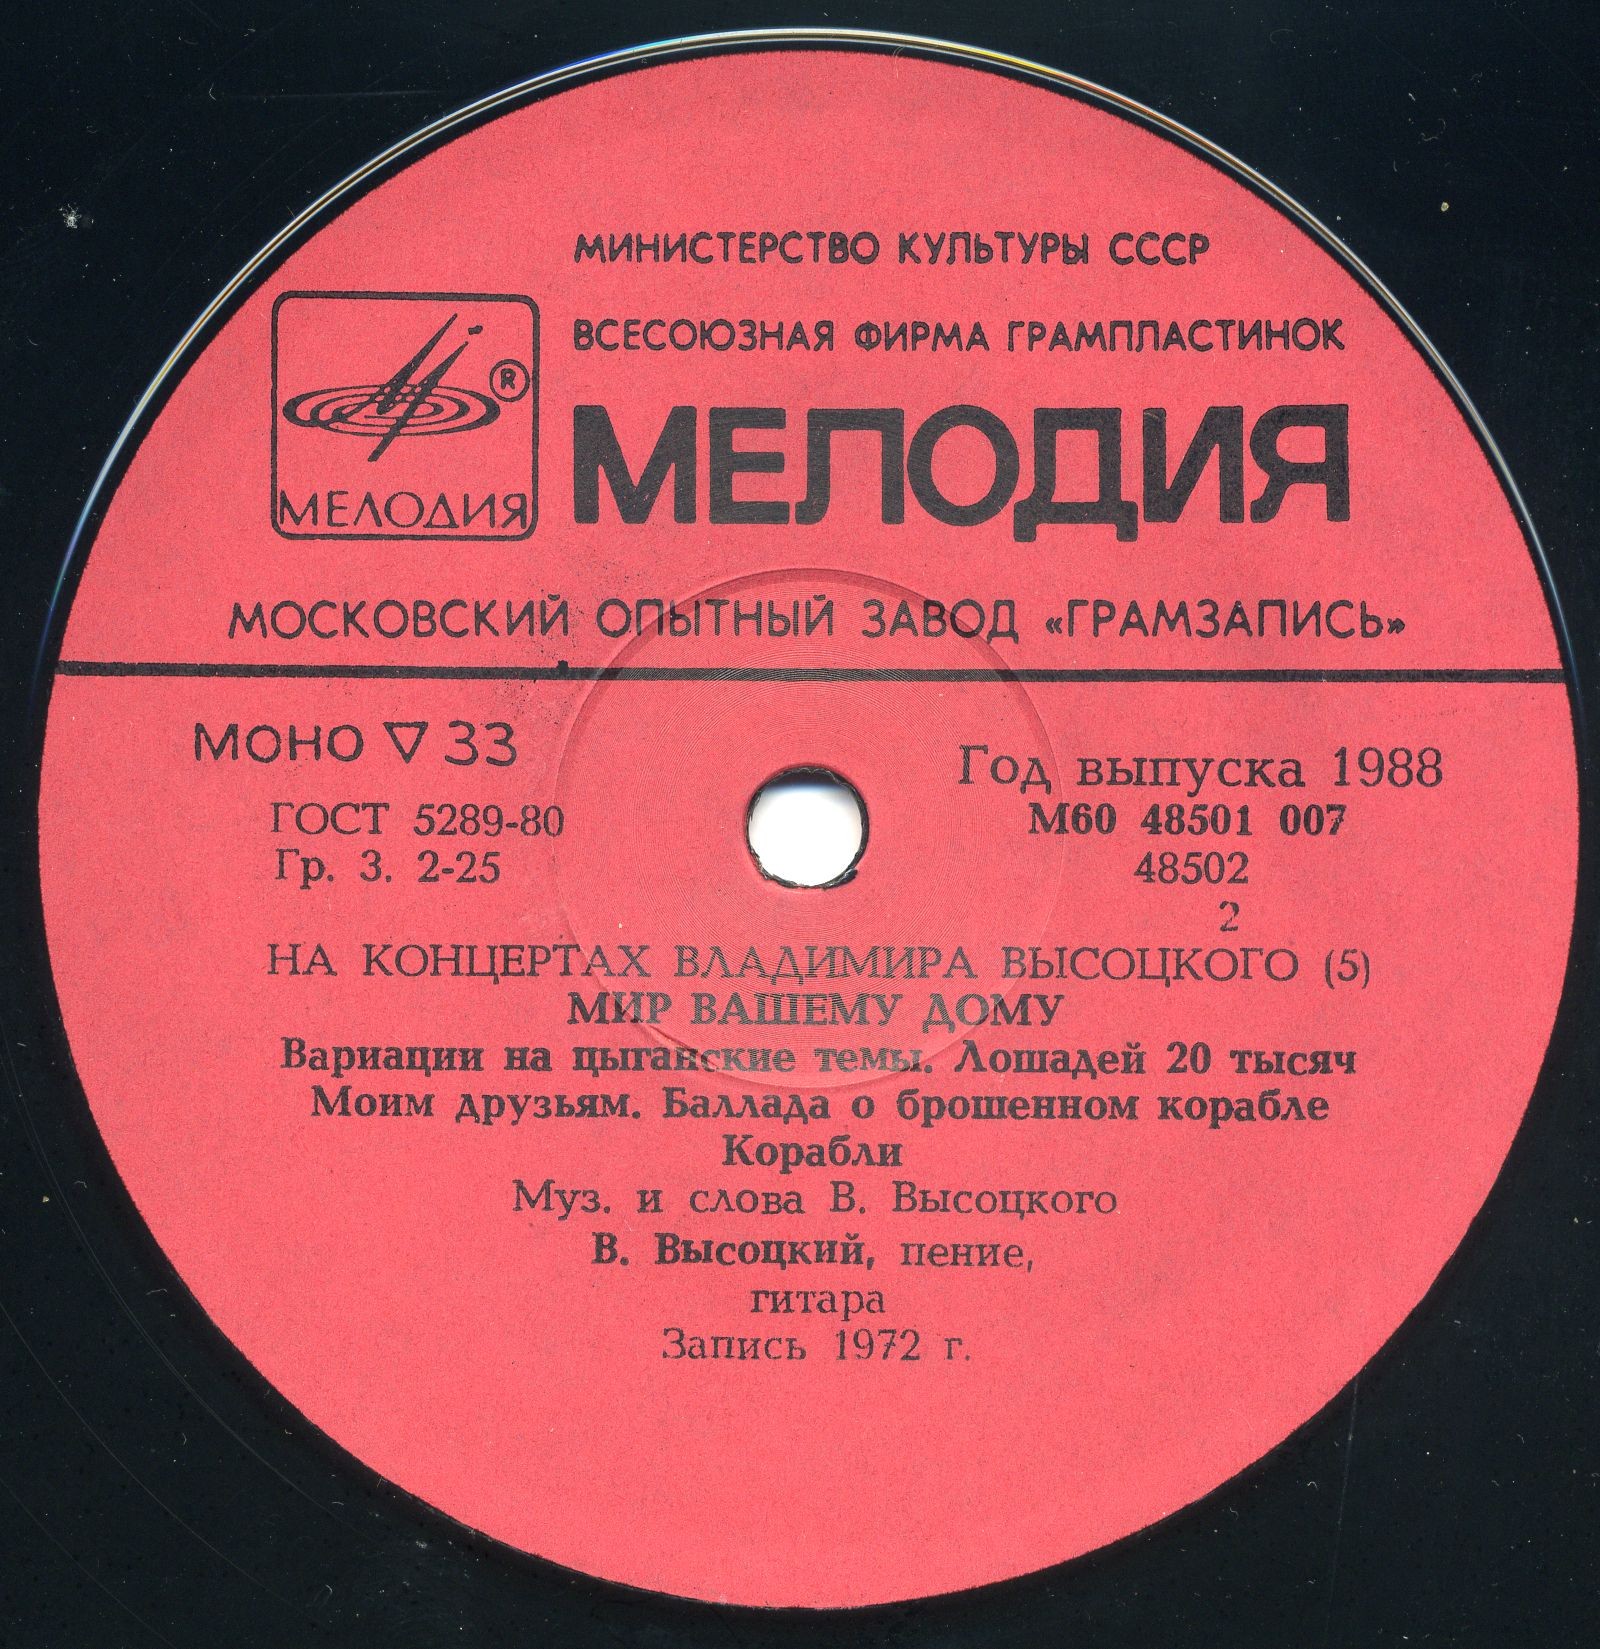 МИНИСТЕРСТВО КУЛЬТУРЫ СССР
ВСЕСОЮЗНАЯ ФИРМА ГРАМПЛАСТИНОК
®
МЕЛОДИЯ
МЕЛОДИЯ
МОСКОВСКИЙ ОПЫТНЫЙ ЗАВОД «ГРАМЗАПИСЬ»
МОНО ▽ 33
Год выпуска 1988
ГОСТ 5289-80
М60 48501 007
Гр. 3. 2-25
48502
2
НА КОНЦЕРТАХ ВЛАДИМИРА ВЫСОЦКОГО (5)
МИР ВАШЕМУ ДОМУ
Вариации на цыганские темы. Лошадей 20 тысяч
Моим друзьям. Баллада о брошенном корабле
Корабли
Муз. и слова В. Высоцкого
В. Высоцкий, пение,
гитара
Запись 1972 г.